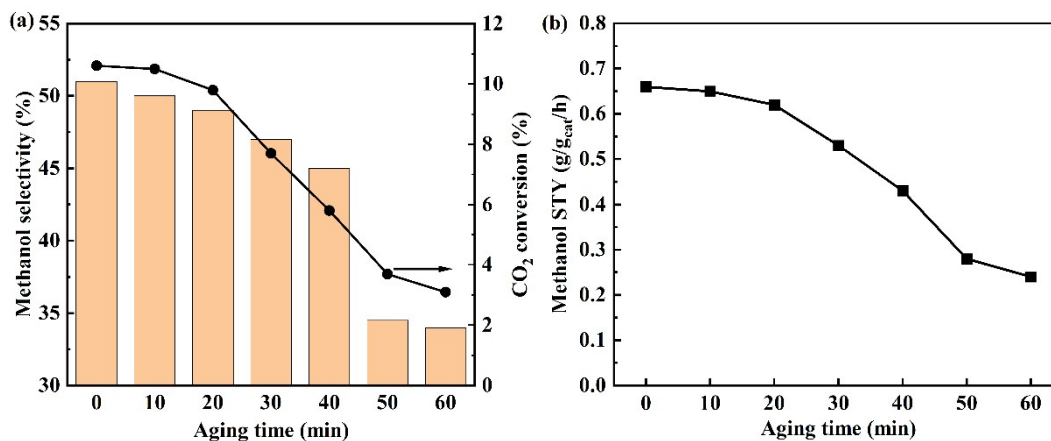 (a)
Methanol selectivity (%)
55
50
45
40
35
30
0 10 20 30 40 50 60
Aging time (min)
12
10
8
6
4
2
0
CO₂ conversion (%)
(b)
Methanol STY (g/g_cat/h)
0.8
0.7
0.6
0.5
0.4
0.3
0.2
0.1
0.0
0 10 20 30 40 50 60
Aging time (min)